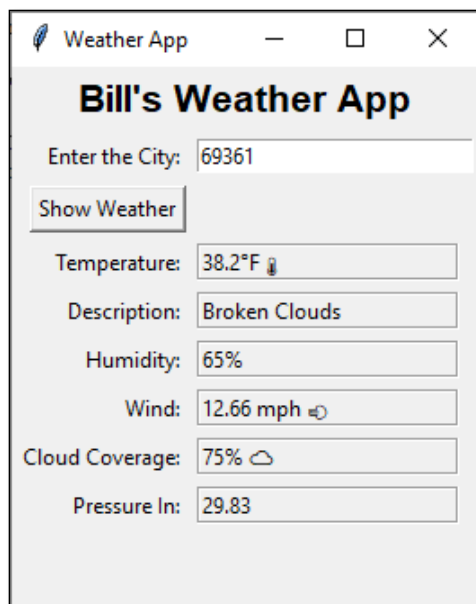 Weather App
Bill's Weather App
Enter the City: 69361
Show Weather
Temperature: 38.2°F 🌡
Description: Broken Clouds
Humidity: 65%
Wind: 12.66 mph 🌬
Cloud Coverage: 75% ☁
Pressure In: 29.83